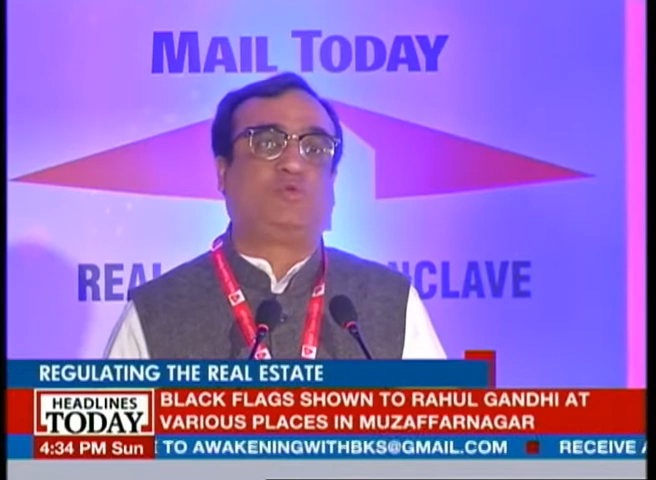 MAIL TODAY
REAL
NCLAVE
REGULATING THE REAL ESTATE
HEADLINES
TODAY
BLACK FLAGS SHOWN TO RAHUL GANDHI AT
VARIOUS PLACES IN MUZAFFARNAGAR
4:34 PM Sun
TO AWAKENINGWITHBKS@GMAIL.COM
RECEIVE